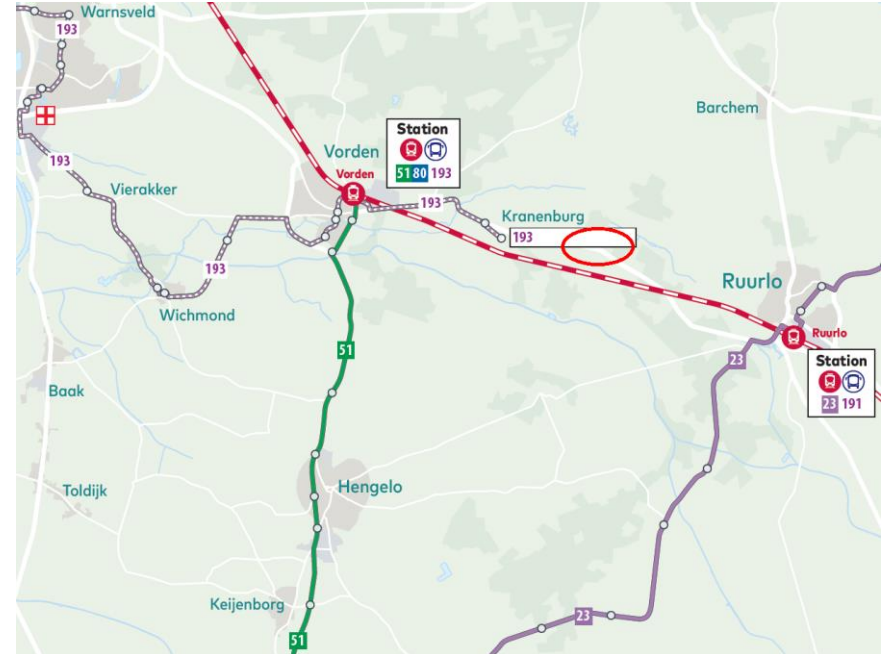 Warnsveld
193
Barchem
Station
51 80 193
Vorden
Vorden
193
Vierakker
193
Kranenburg
193
193
Wichmond
Ruurlo
Ruurlo
51
23
Station
23 191
Baak
Toldijk
Hengelo
Keijenborg
23
51